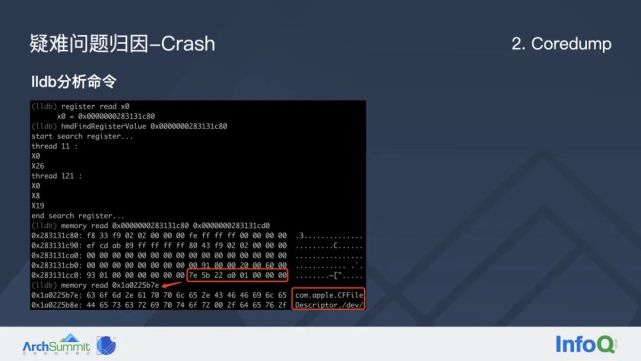 疑难问题归因-Crash
2. Coredump
lldb分析命令
(lldb) register read x0
x0 = 0x0000000283131c80
(lldb) hmdFindRegisterValue 0x0000000283131c80
start search register...
thread 11 :
X0
X26
thread 121 :
X0
X8
X19
end search register...
(lldb) memory read 0x0000000283131c80 0x0000000283131cd0
0x283131c80: f8 33 f9 02 02 00 00 00 fe ff ff ff 00 00 00 00 .3..............
0x283131c90: ef cd ab 89 ff ff ff ff 80 43 f9 02 02 00 00 00 .........C......
0x283131ca0: 00 00 00 00 00 00 00 00 00 00 00 00 00 00 00 00 ................
0x283131cb0: 00 00 00 00 00 00 00 00 00 91 00 00 20 00 60 00 ............ .`.
0x283131cc0: 93 01 00 00 00 00 00 00 7e 5b 22 a0 01 00 00 00 ........~[".....
(lldb) memory read 0x1a0225b7e
0x1a0225b7e: 63 6f 6d 2e 61 70 70 6c 65 2e 43 46 46 69 6c 65 com.apple.CFFile
0x1a0225b8e: 44 65 73 63 72 69 70 74 6f 72 00 2f 64 65 76 2f Descriptor./dev/
ArchSummit
InfoQ